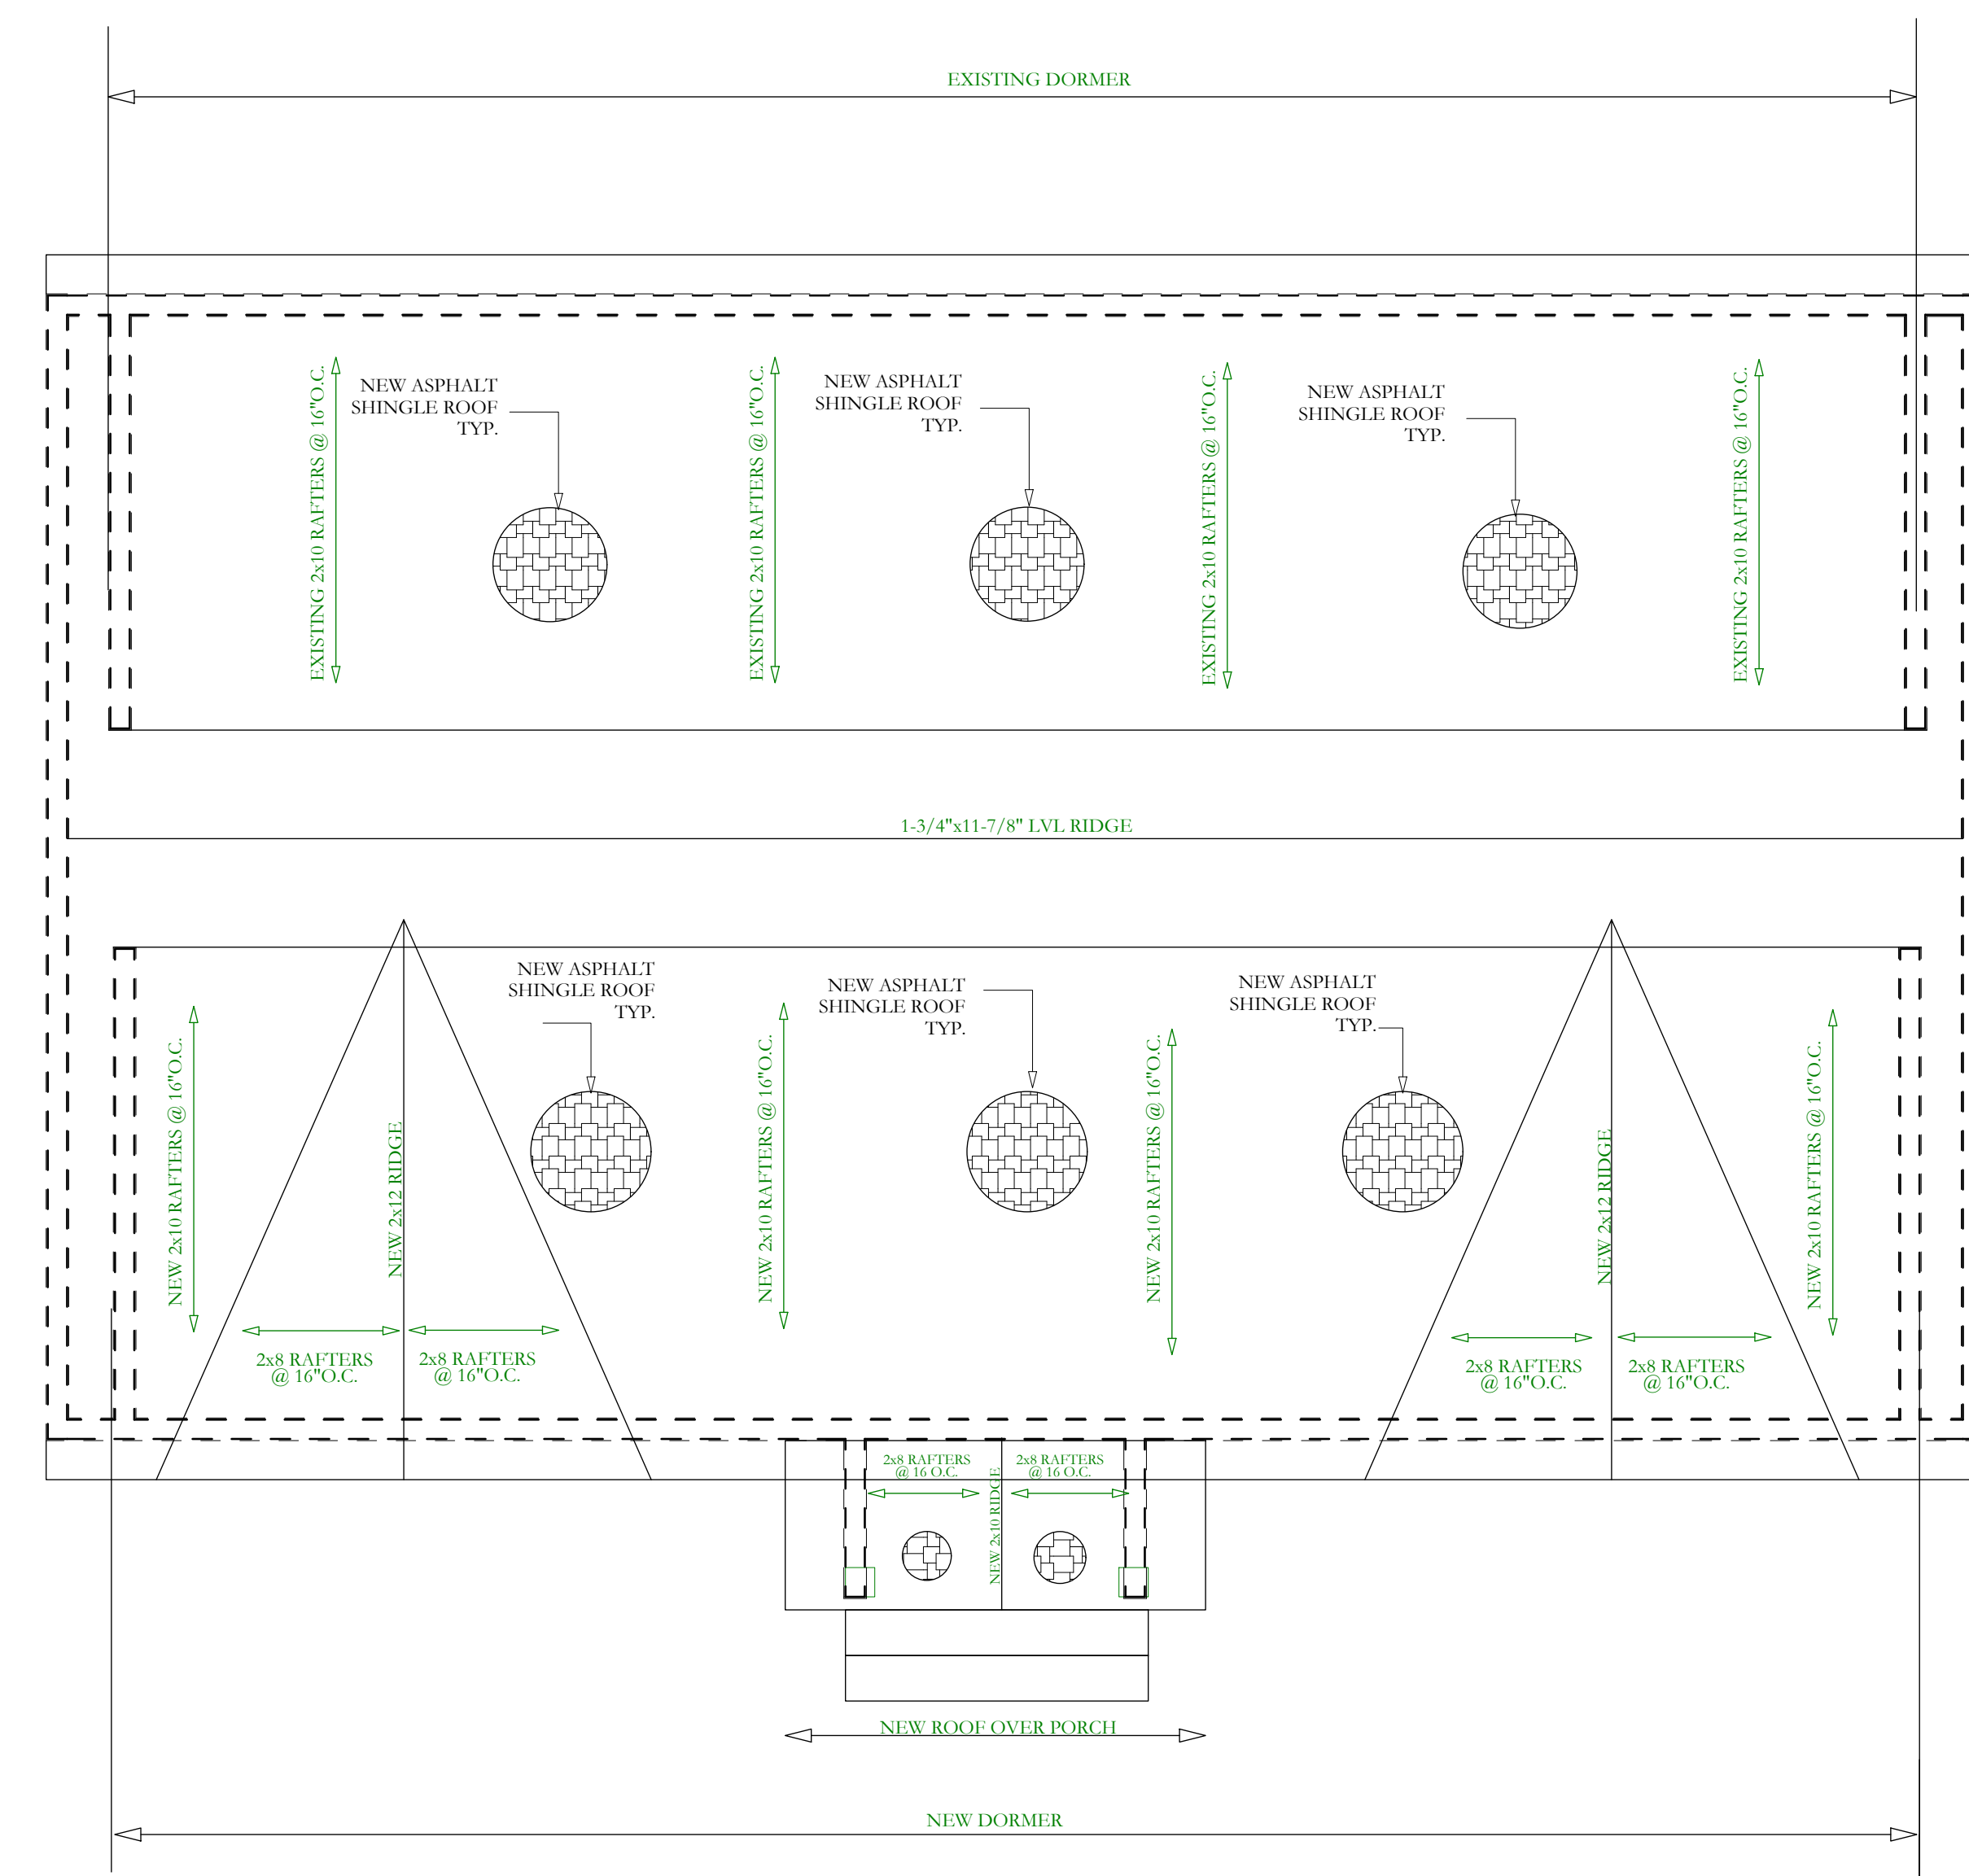 EXISTING DORMER
EXISTING 2x10 RAFTERS @ 16"O.C.
NEW ASPHALT
SHINGLE ROOF
TYP.
EXISTING 2x10 RAFTERS @ 16"O.C.
NEW ASPHALT
SHINGLE ROOF
TYP.
EXISTING 2x10 RAFTERS @ 16"O.C.
NEW ASPHALT
SHINGLE ROOF
TYP.
EXISTING 2x10 RAFTERS @ 16"O.C.
1-3/4"x11-7/8" LVL RIDGE
NEW 2x10 RAFTERS @ 16"O.C.
NEW 2x12 RIDGE
NEW ASPHALT
SHINGLE ROOF
TYP.
NEW 2x10 RAFTERS @ 16"O.C.
NEW ASPHALT
SHINGLE ROOF
TYP.
NEW 2x10 RAFTERS @ 16"O.C.
NEW ASPHALT
SHINGLE ROOF
TYP.
NEW 2x12 RIDGE
NEW 2x10 RAFTERS @ 16"O.C.
2x8 RAFTERS
@ 16"O.C.
2x8 RAFTERS
@ 16"O.C.
2x8 RAFTERS
@ 16"O.C.
2x8 RAFTERS
@ 16"O.C.
2x8 RAFTERS
@ 16 O.C.
NEW 2x10 RIDGE
2x8 RAFTERS
@ 16 O.C.
NEW ROOF OVER PORCH
NEW DORMER